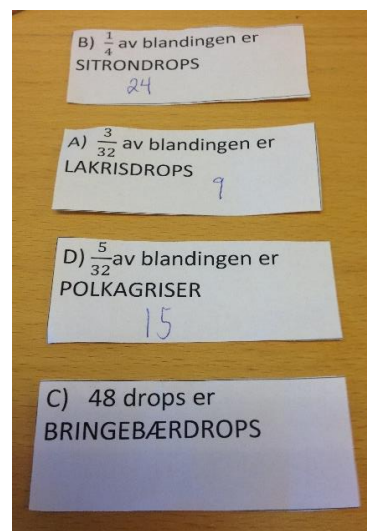 B) 1/4 av blandingen er
SITRONDROPS
24
A) 3/32 av blandingen er
LAKRISDROPS
9
D) 5/32 av blandingen er
POLKAGRISER
15
C) 48 drops er
BRINGEBÆRDROPS